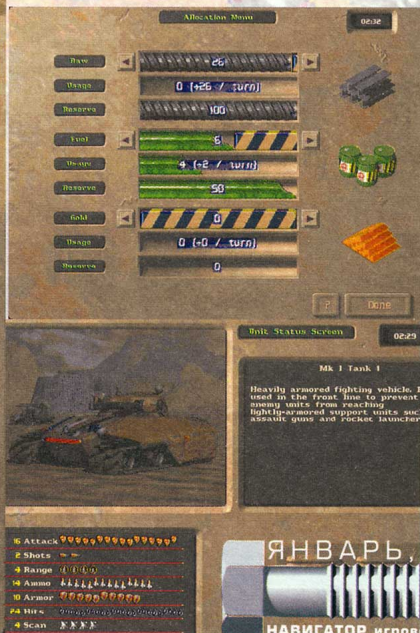 Allocation Menu
02:32
Raw
26
Usage
0 (+26 / turn)
Reserve
100
Fuel
6
Usage
4 (+2 / turn)
Reserve
50
Gold
0
Usage
0 (+0 / turn)
Reserve
0
?
Done
Unit Status Screen
02:29
Mk I Tank 1
Heavily armored fighting vehicle.
used in the front line to prevent
enemy units from reaching
lightly-armored support units suc
assault guns and rocket launcher
16 Attack
2 Shots
4 Range
14 Ammo
10 Armor
24 Hits
4 Scan
ЯНВАРЬ,
НАВИГАТОР